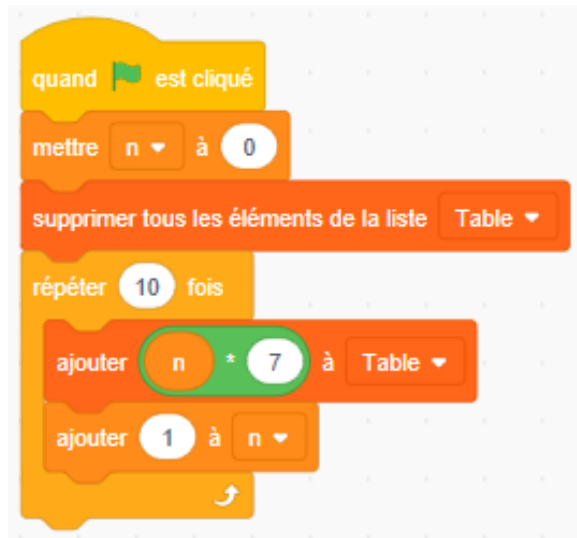 quand est cliqué
mettre n à 0
supprimer tous les éléments de la liste Table
répéter 10 fois
ajouter n * 7 à Table
ajouter 1 à n